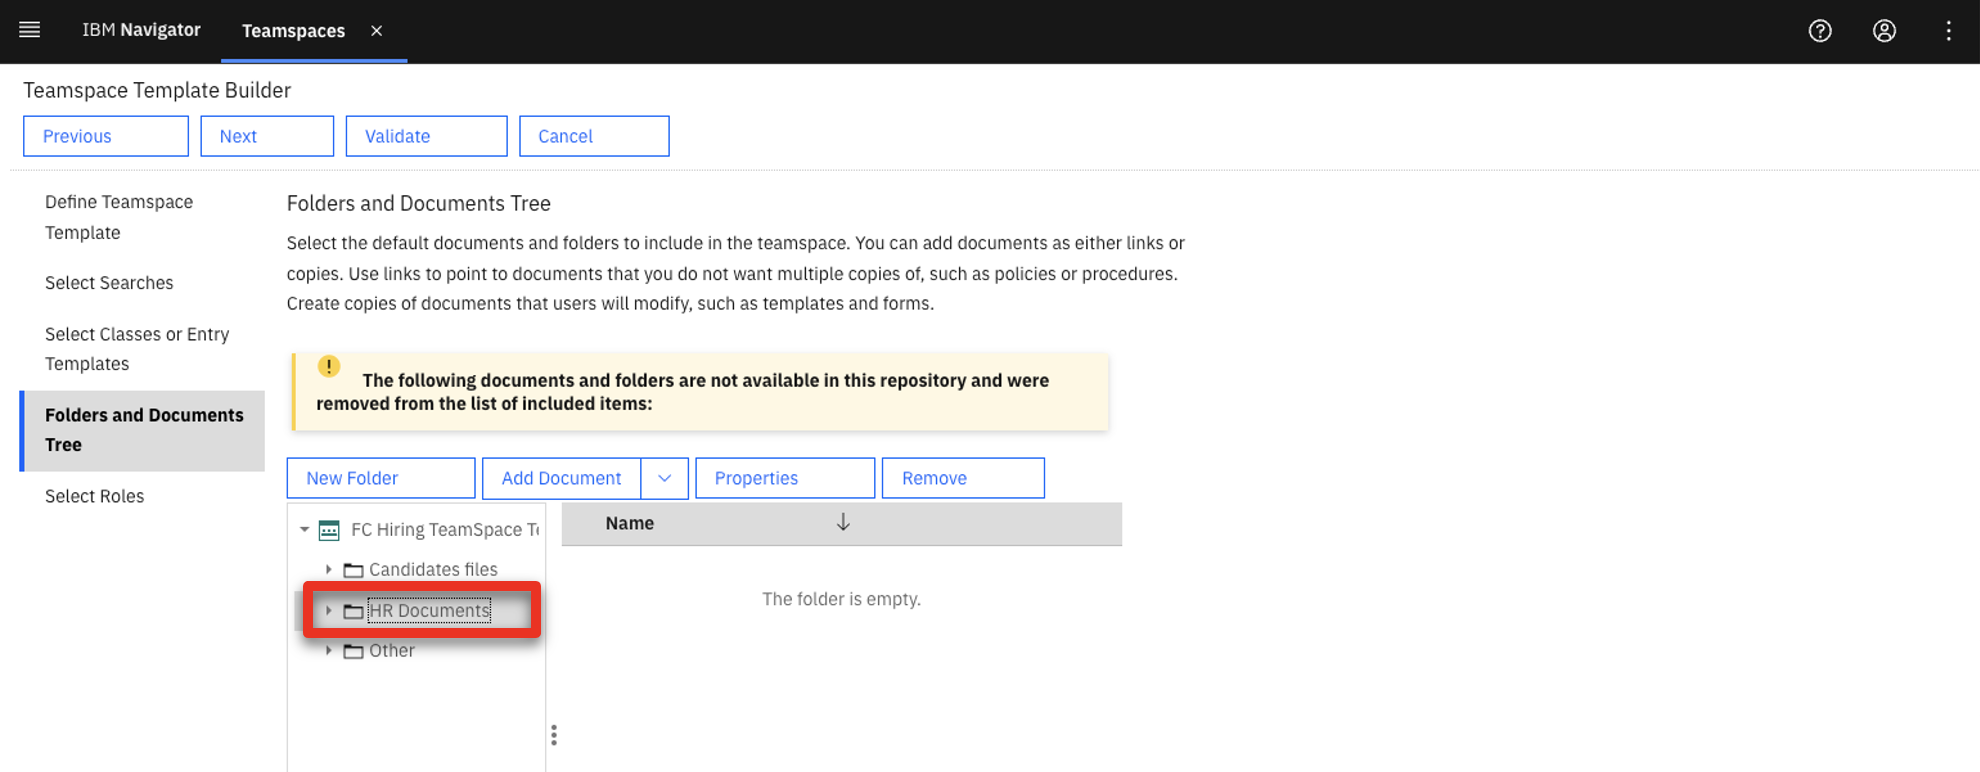 IBM Navigator
Teamspaces
Teamspace Template Builder
Previous
Next
Validate
Cancel
Define Teamspace
Template
Select Searches
Select Classes or Entry
Templates
Folders and Documents
Tree
Select Roles
Folders and Documents Tree
Select the default documents and folders to include in the teamspace. You can add documents as either links or
copies. Use links to point to documents that you do not want multiple copies of, such as policies or procedures.
Create copies of documents that users will modify, such as templates and forms.
The following documents and folders are not available in this repository and were
removed from the list of included items:
New Folder
Add Document
Properties
Remove
FC Hiring TeamSpace Te
Candidates files
HR Documents
Other
Name
The folder is empty.